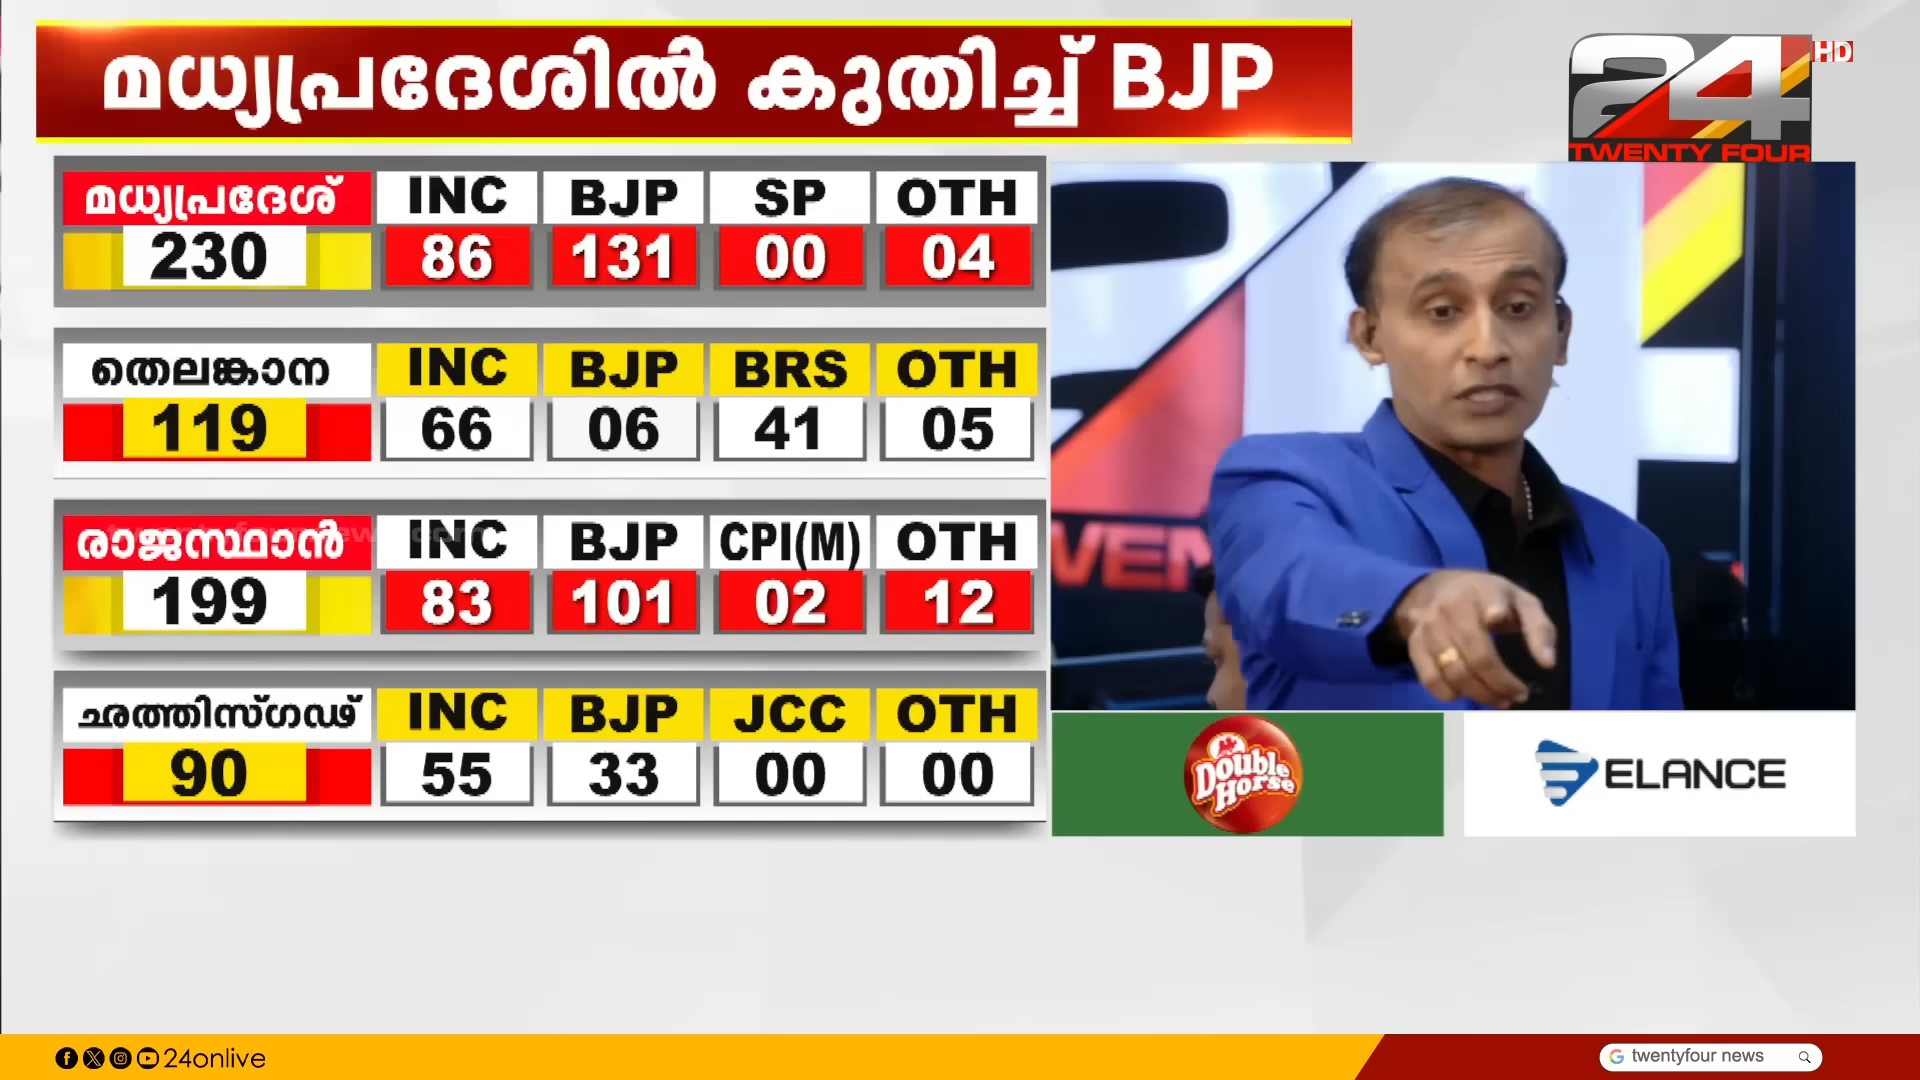 മധ്യപ്രദേശിൽ കുതിച്ച് BJP
24 HD
TWENTY FOUR
മധ്യപ്രദേശ് INC BJP SP OTH
230 86 131 00 04
തെലങ്കാന INC BJP BRS OTH
119 66 06 41 05
രാജസ്ഥാൻ INC BJP CPI(M) OTH
199 83 101 02 12
ഛത്തിസ്ഗഢ് INC BJP JCC OTH
90 55 33 00 00
WEN
Double Horse
ELANCE
24onlive
twentyfour news